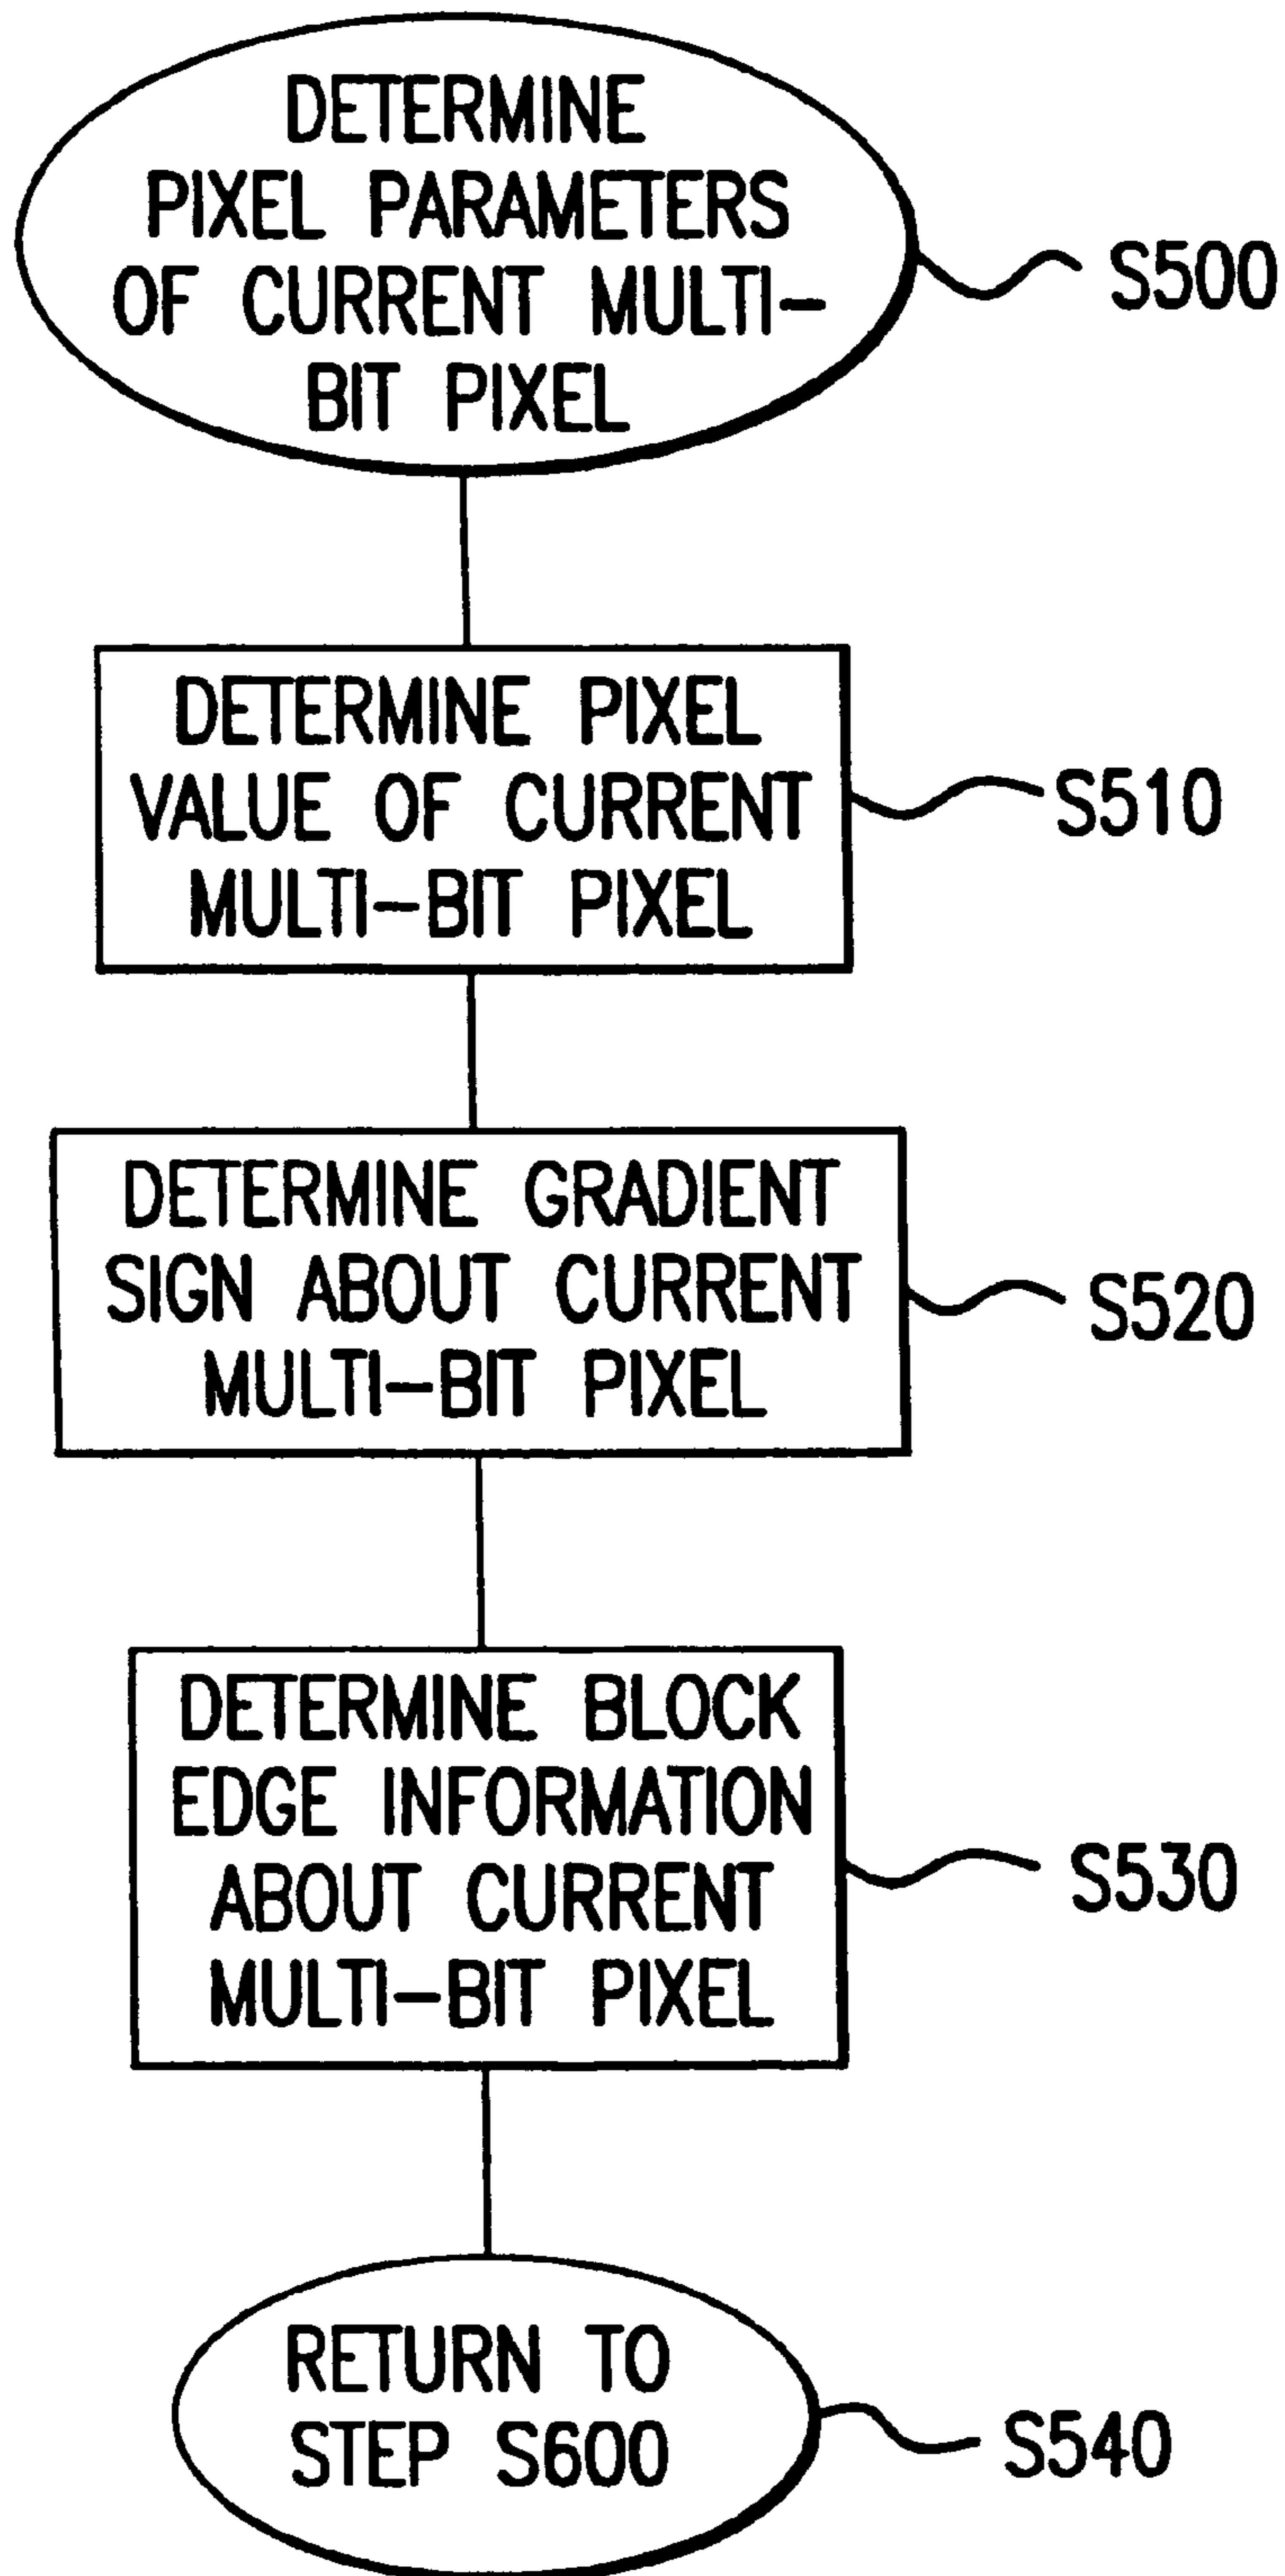 DETERMINE
PIXEL PARAMETERS
OF CURRENT MULTI-
BIT PIXEL
S500
DETERMINE PIXEL
VALUE OF CURRENT
MULTI-BIT PIXEL
S510
DETERMINE GRADIENT
SIGN ABOUT CURRENT
MULTI-BIT PIXEL
S520
DETERMINE BLOCK
EDGE INFORMATION
ABOUT CURRENT
MULTI-BIT PIXEL
S530
RETURN TO
STEP S600
S540